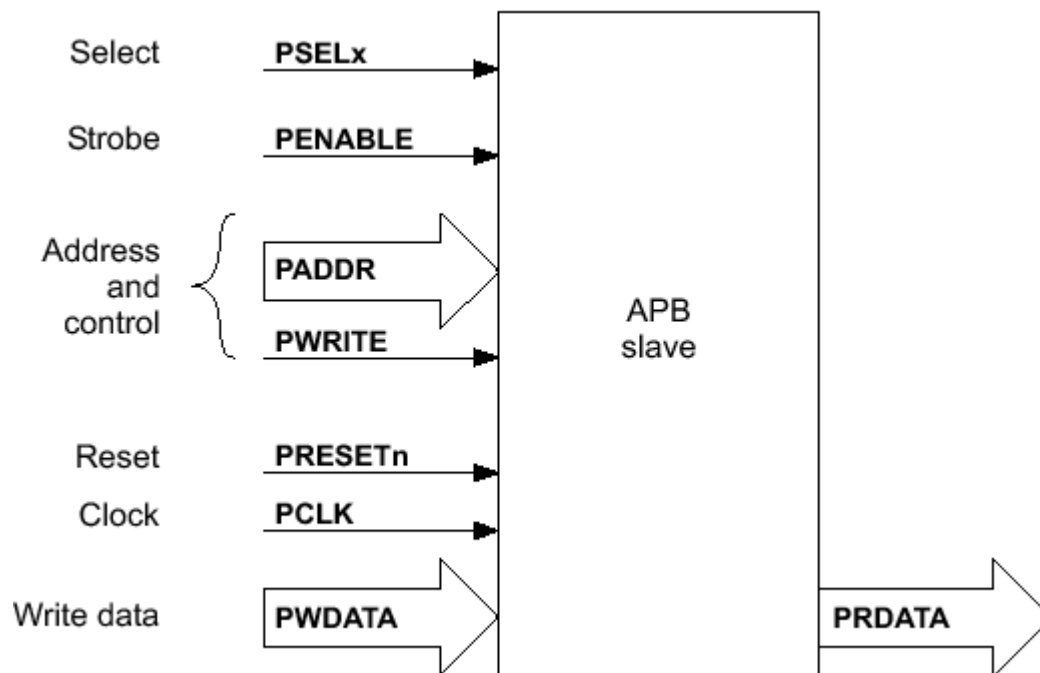 Select
PSELx
Strobe
PENABLE
Address
and
control
PADDR
PWRITE
APB
slave
Reset
PRESETn
Clock
PCLK
Write data
PWDATA
PRDATA